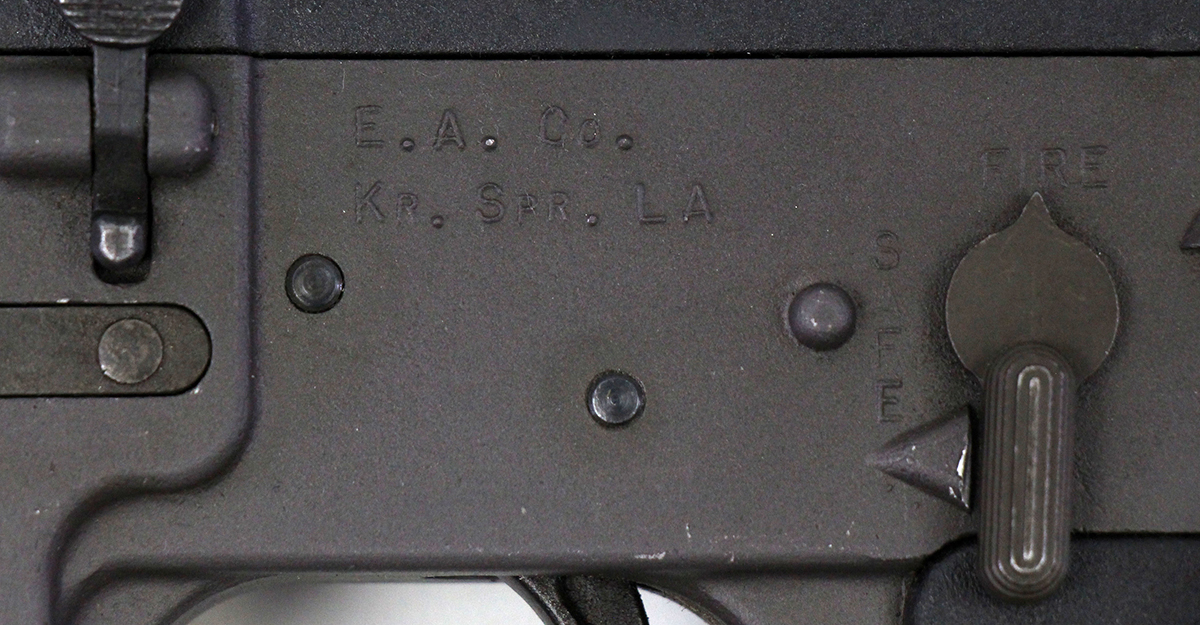 E.A. Co.
Kr. Spr. LA
FIRE
SAFE